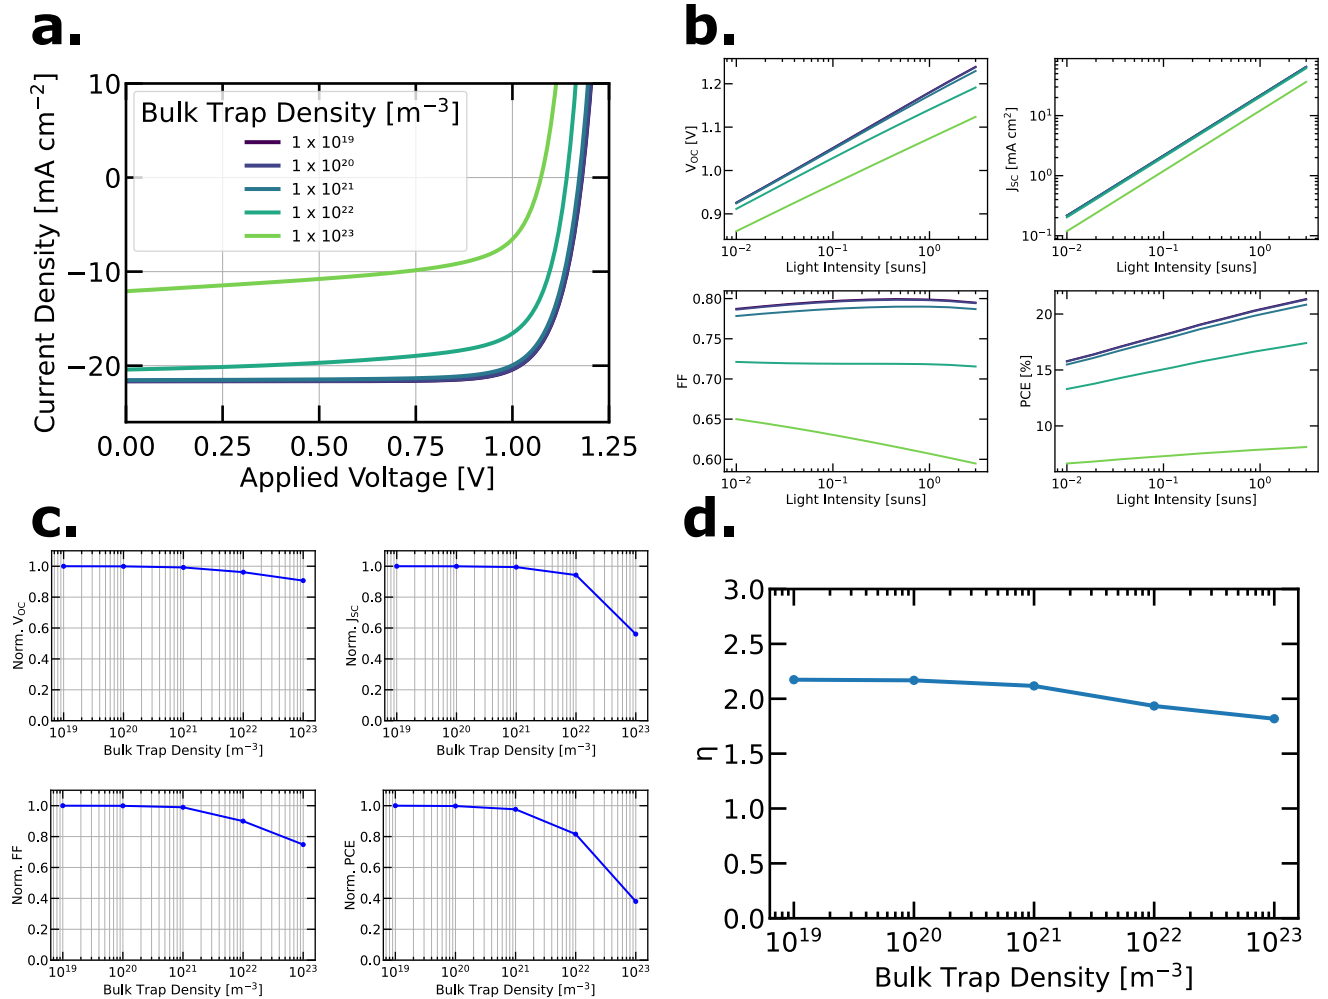 a.
10
0
−10
−20
Current Density [mA cm⁻²]
Bulk Trap Density [m⁻³]
1 x 10¹⁹
1 x 10²⁰
1 x 10²¹
1 x 10²²
1 x 10²³
0.00 0.25 0.50 0.75 1.00 1.25
Applied Voltage [V]
b.
1.2
1.1
1.0
0.9
V_OC [V]
10⁻² 10⁻¹ 10⁰
Light Intensity [suns]
10¹
10⁰
10⁻¹
J_SC [mA cm²]
10⁻² 10⁻¹ 10⁰
Light Intensity [suns]
0.80
0.75
0.70
0.65
0.60
FF
10⁻² 10⁻¹ 10⁰
Light Intensity [suns]
20
15
10
PCE [%]
10⁻² 10⁻¹ 10⁰
Light Intensity [suns]
c.
1.0
0.8
0.6
0.4
0.2
0.0
Norm. V_OC
10¹⁹ 10²⁰ 10²¹ 10²² 10²³
Bulk Trap Density [m⁻³]
1.0
0.8
0.6
0.4
0.2
0.0
Norm. J_SC
10¹⁹ 10²⁰ 10²¹ 10²² 10²³
Bulk Trap Density [m⁻³]
1.0
0.8
0.6
0.4
0.2
0.0
Norm. FF
10¹⁹ 10²⁰ 10²¹ 10²² 10²³
Bulk Trap Density [m⁻³]
1.0
0.8
0.6
0.4
0.2
0.0
Norm. PCE
10¹⁹ 10²⁰ 10²¹ 10²² 10²³
Bulk Trap Density [m⁻³]
d.
3.0
2.5
2.0
1.5
1.0
0.5
0.0
η
10¹⁹ 10²⁰ 10²¹ 10²² 10²³
Bulk Trap Density [m⁻³]